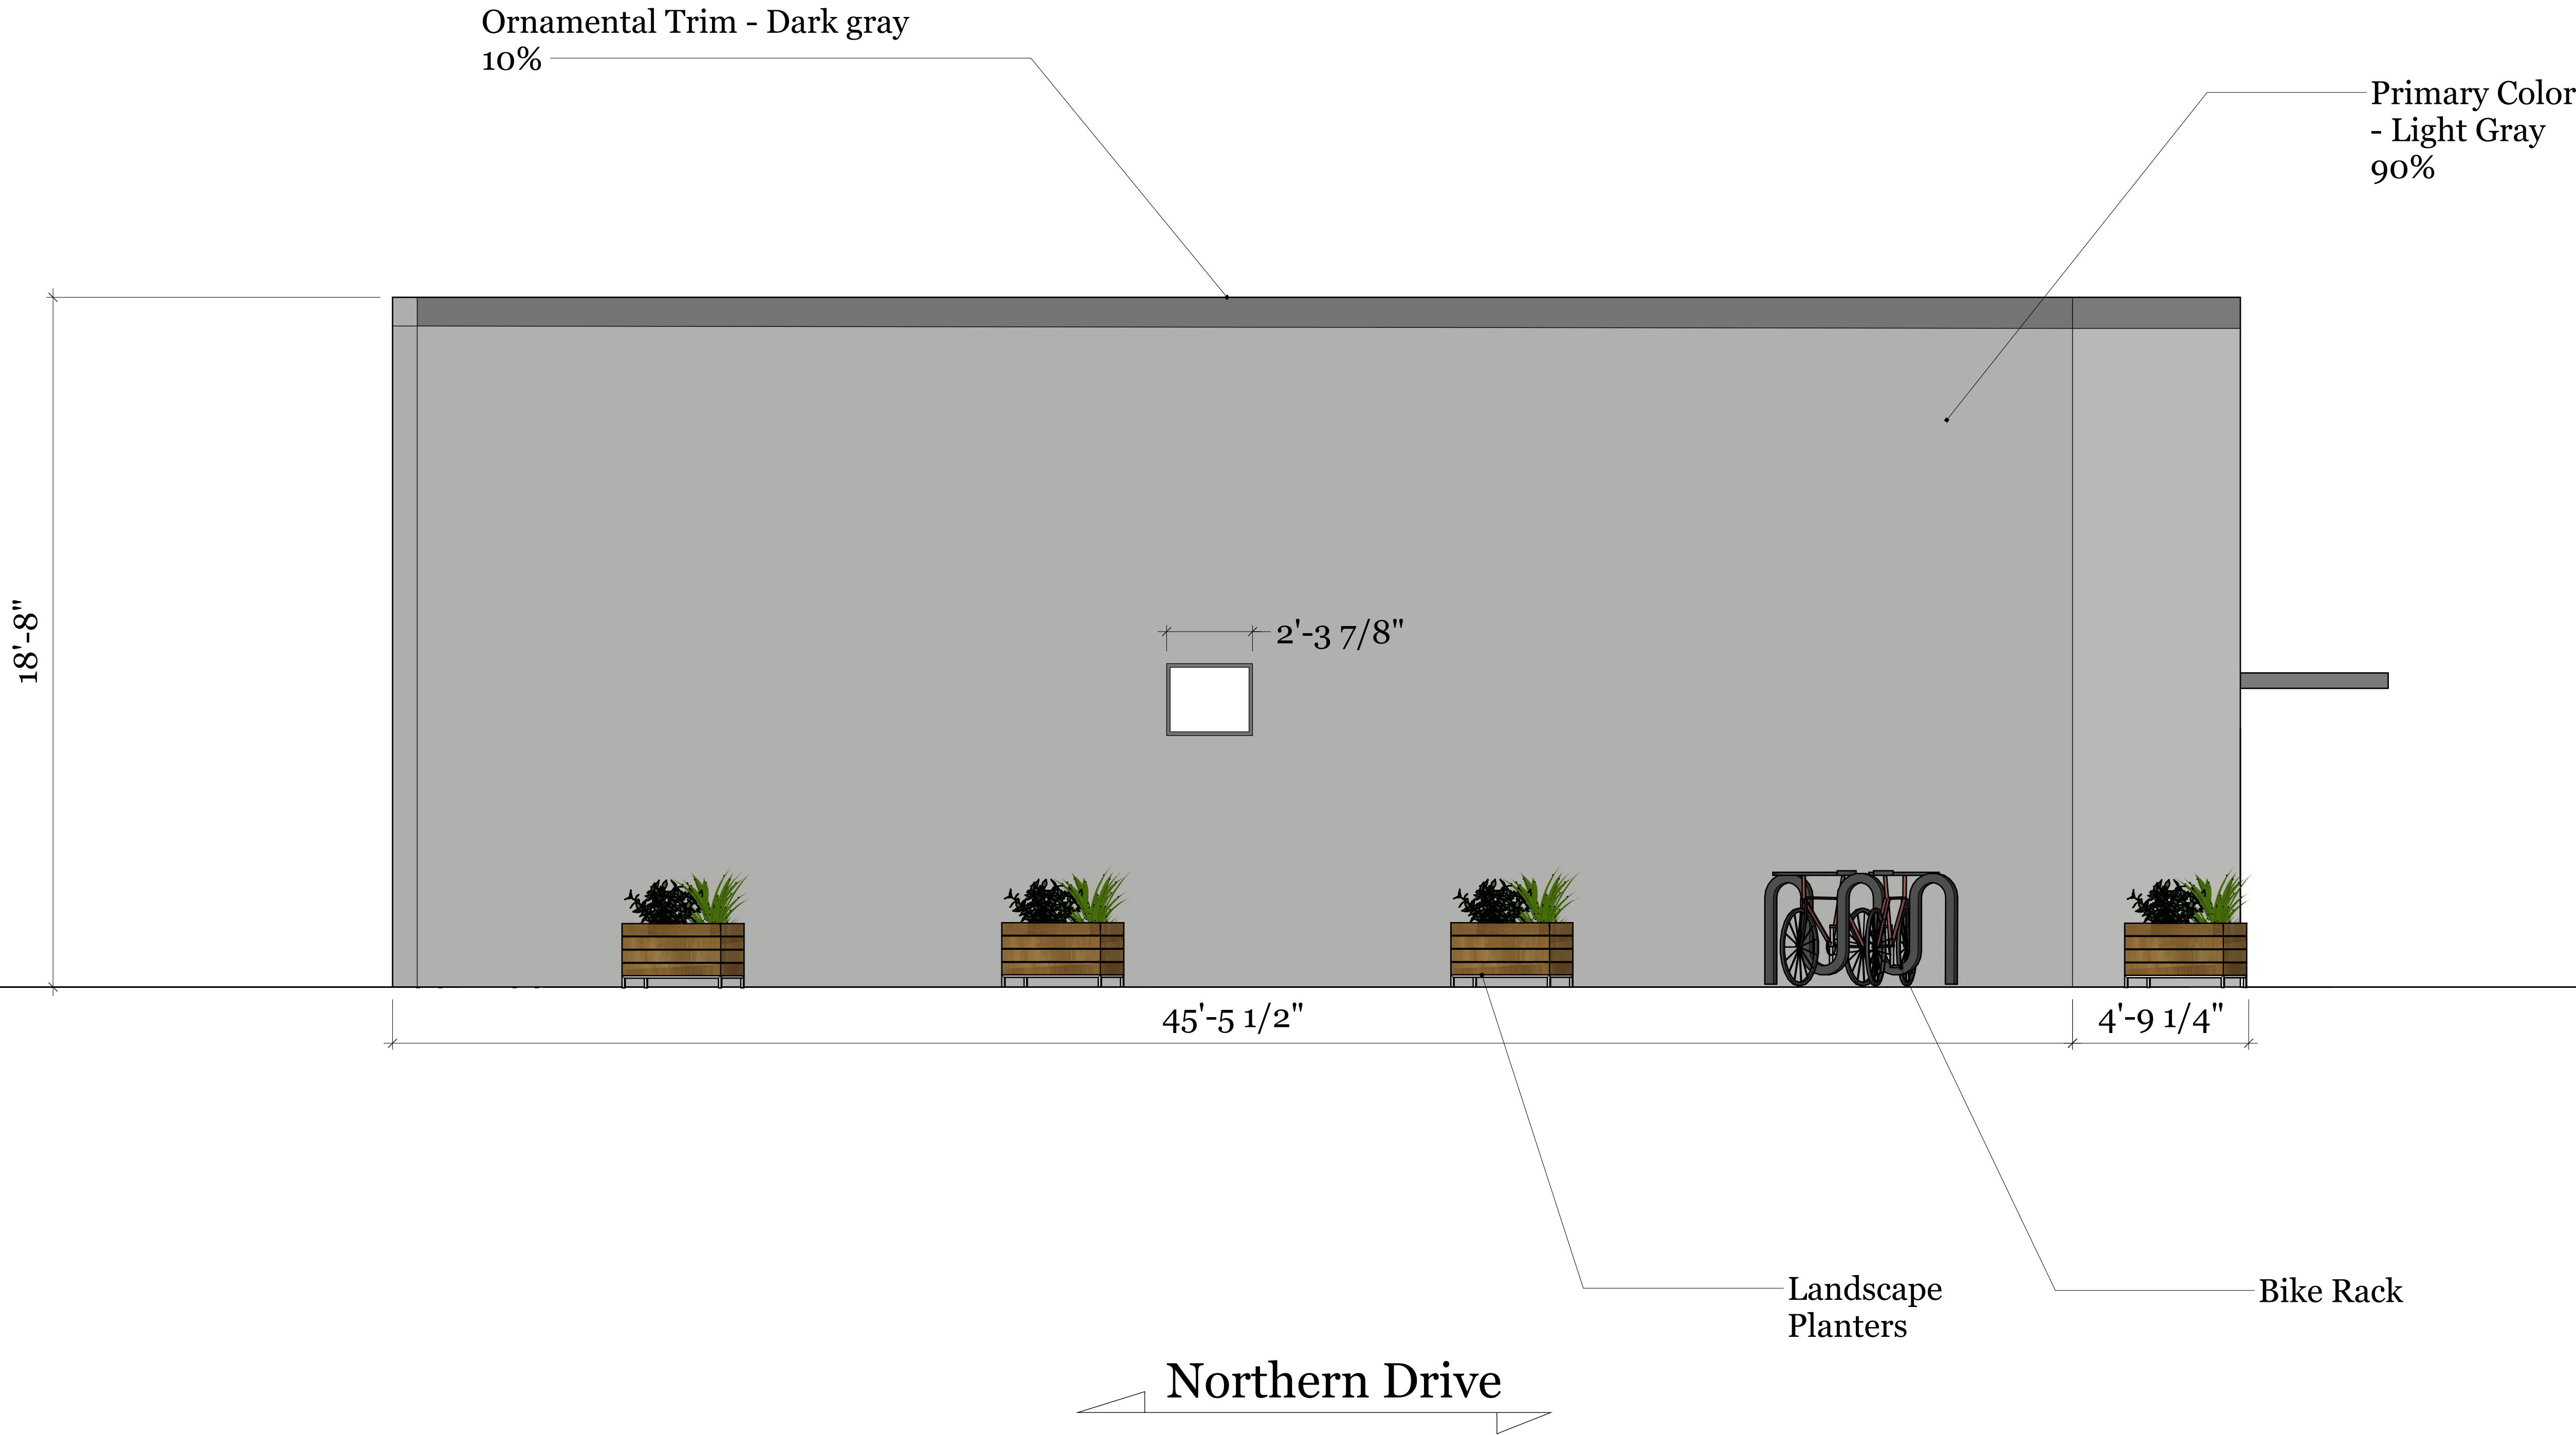 Ornamental Trim - Dark gray
10%
Primary Color
- Light Gray
90%
18'-8"
2'-3 7/8"
45'-5 1/2"
4'-9 1/4"
Landscape
Planters
Bike Rack
Northern Drive